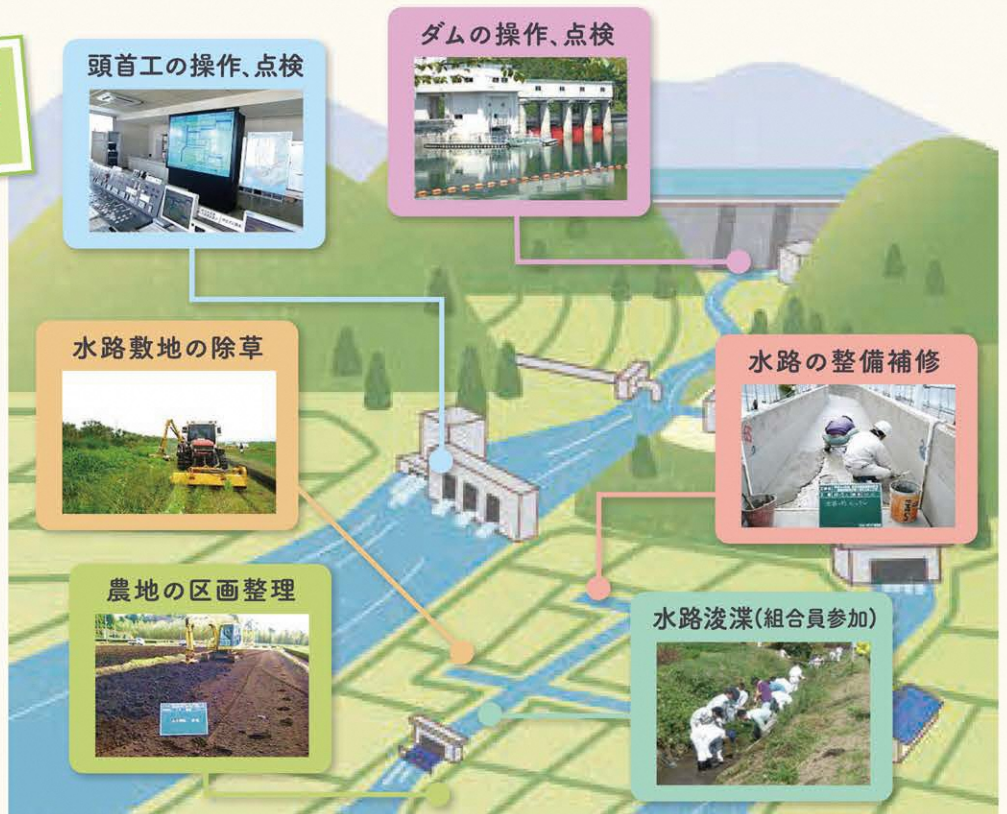 頭首工の操作、点検
ダムの操作、点検
水路敷地の除草
水路の整備補修
農地の区画整理
水路浚渫(組合員参加)